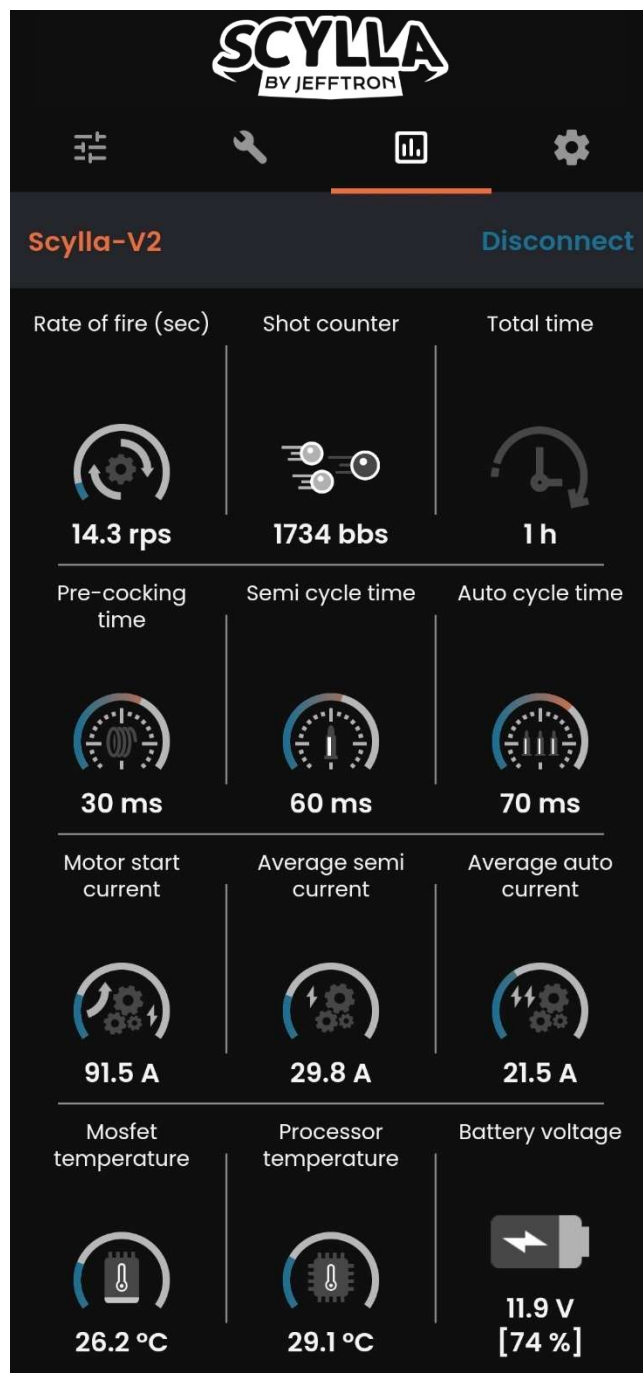 SCYLLA
BY JEFFTRON
Scylla-V2 Disconnect
Rate of fire (sec) Shot counter Total time
14.3 rps 1734 bbs 1 h
Pre-cocking
time
Semi cycle time Auto cycle time
30 ms 60 ms 70 ms
Motor start
current
Average semi
current
Average auto
current
91.5 A 29.8 A 21.5 A
Mosfet
temperature
Processor
temperature
Battery voltage
26.2 °C 29.1 °C 11.9 V
[74 %]